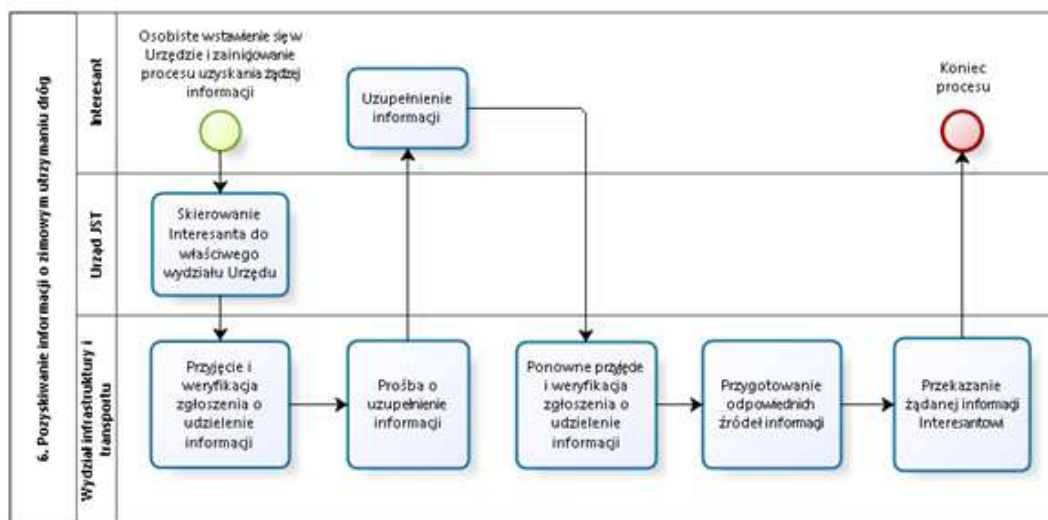 6. Pozyskiwanie informacji o zimowym utrzymaniu dróg
Interesant
Osobiste wstawienie się w
Urzędzie i zainicjowanie
procesu uzyskania żądzej
informacji
Uzupełnienie
informacji
Koniec
procesu
Urząd JST
Skierowanie
Interesanta do
właściwego
wydziału Urzędu
Wydział infrastruktury i
transportu
Przyjęcie i
weryfikacja
zgłoszenia o
udzielenie
informacji
Prośba o
uzupełnienie
informacji
Ponowne przyjęcie
i weryfikacja
zgłoszenia o
udzielenie
informacji
Przygotowanie
odpowiednich
źródeł informacji
Przekazanie
żądanej informacji
Interesantowi